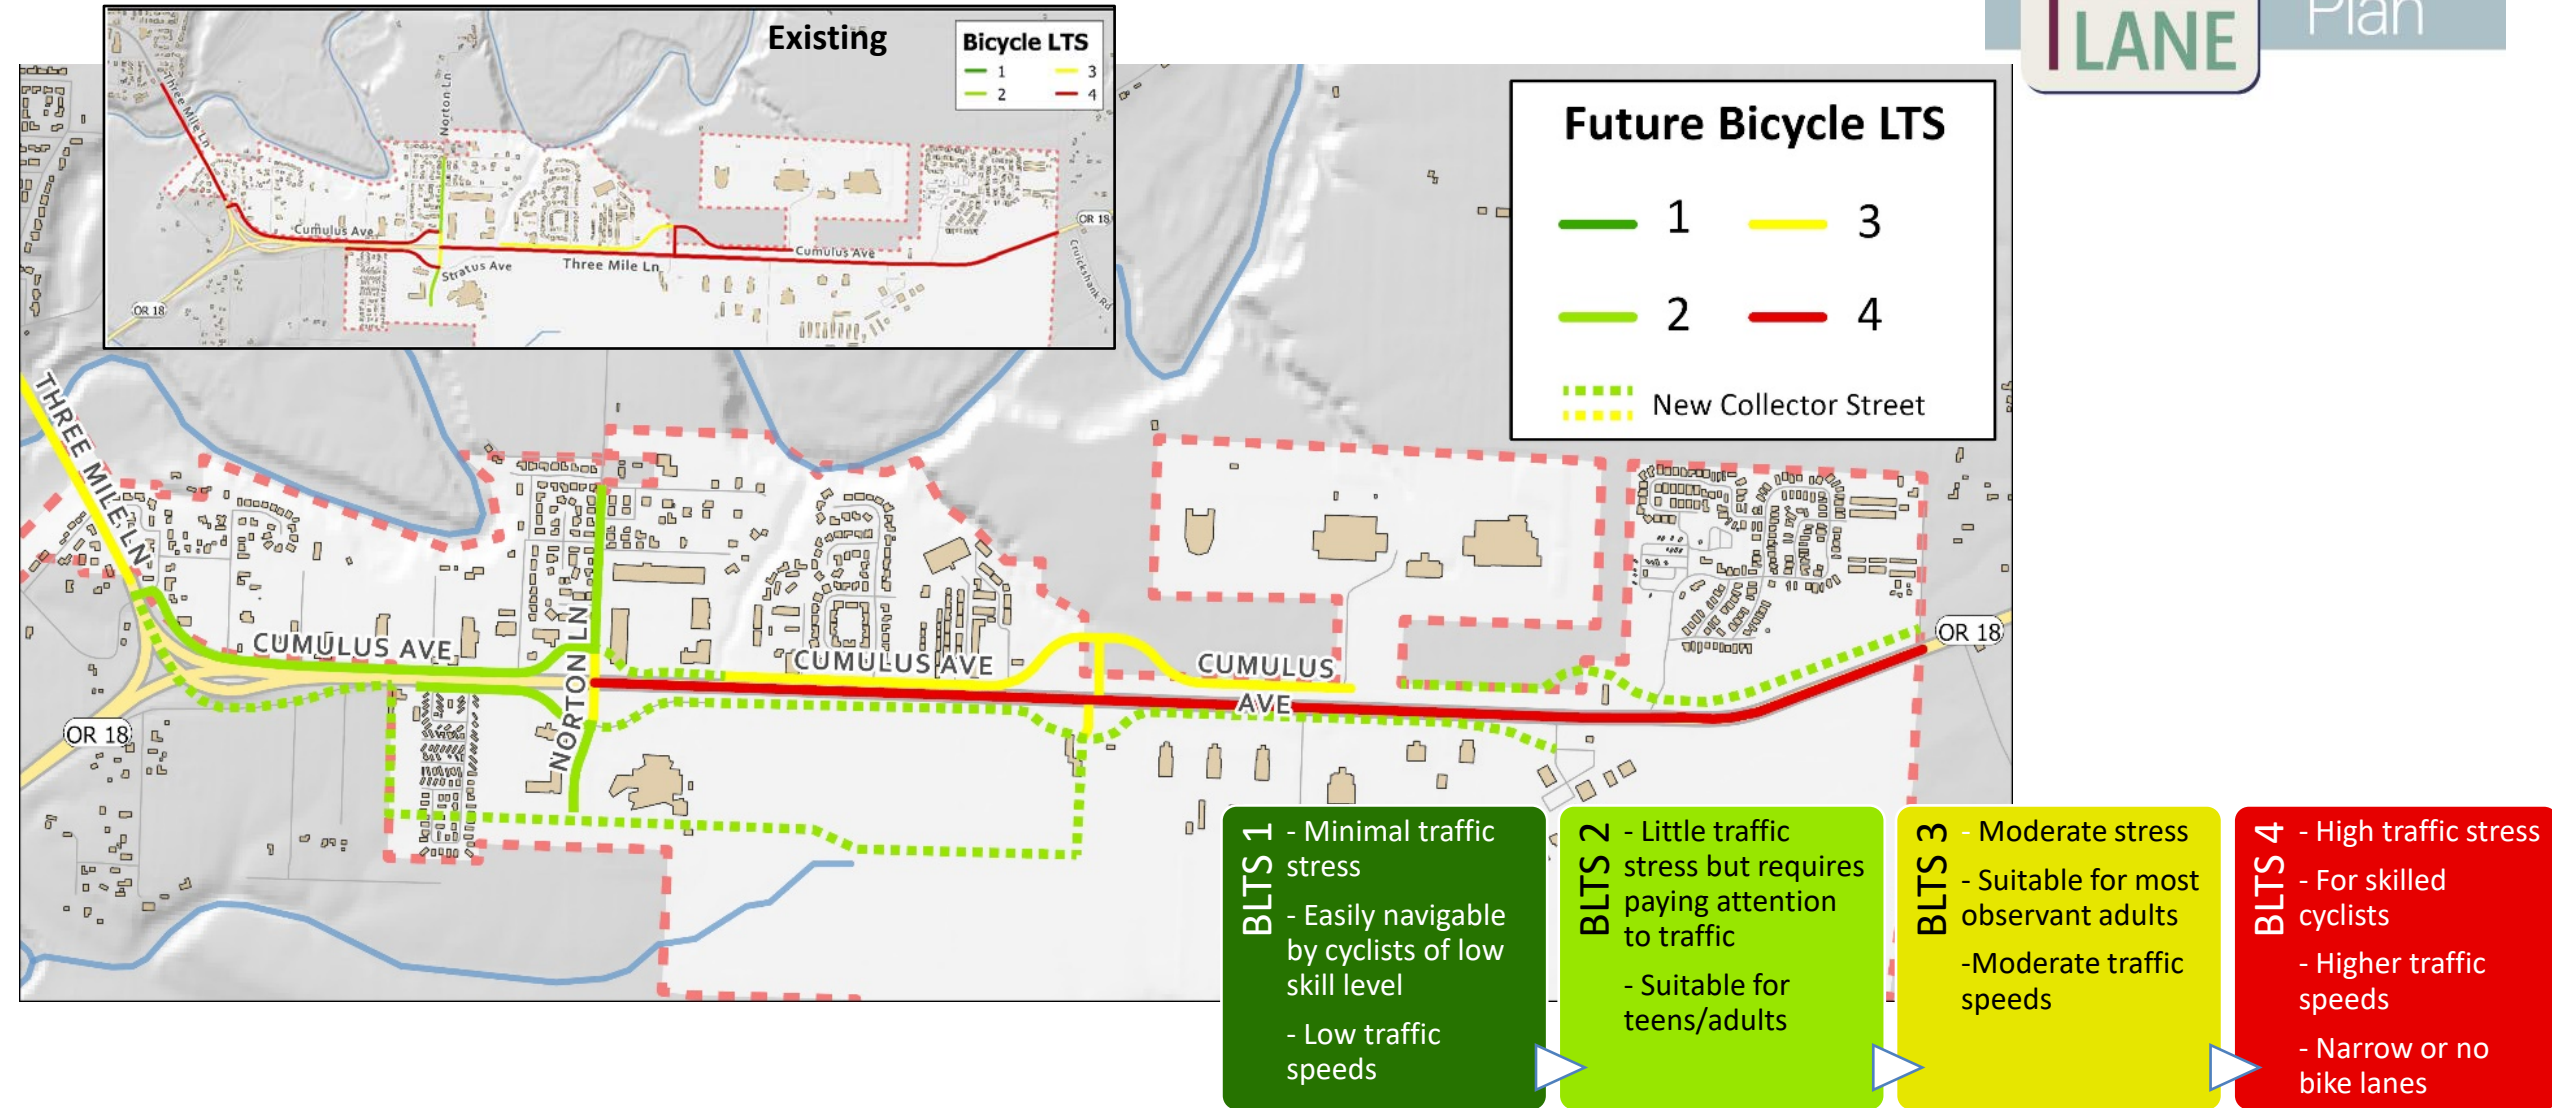 LANE
Plan
Existing
Bicycle LTS
1
3
2
4
Three Mile Ln
Norton Ln
Cumulus Ave
Stratus Ave
Three Mile Ln
Cumulus Ave
OR 18
Cruickshank Rd
OR 18
Future Bicycle LTS
1
3
2
4
New Collector Street
THREE MILE LN
CUMULUS AVE
NORTON LN
NORTON LN
CUMULUS AVE
CUMULUS
AVE
OR 18
OR 18
BLTS 1
- Minimal traffic
stress
- Easily navigable
by cyclists of low
skill level
- Low traffic
speeds
BLTS 2
- Little traffic
stress but requires
paying attention
to traffic
- Suitable for
teens/adults
BLTS 3
- Moderate stress
- Suitable for most
observant adults
-Moderate traffic
speeds
BLTS 4
- High traffic stress
- For skilled
cyclists
- Higher traffic
speeds
- Narrow or no
bike lanes